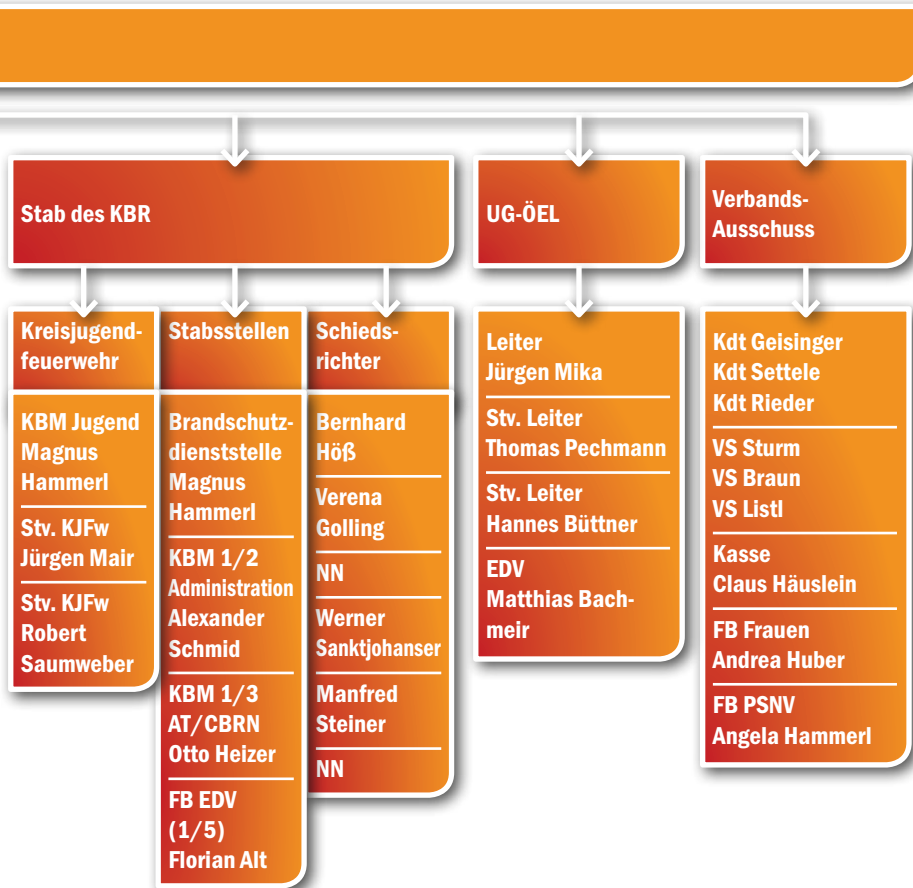 Stab des KBR
UG-ÖEL
Verbands-
Ausschuss
Kreisjugend-
feuerwehr
KBM Jugend
Magnus
Hammerl
Stv. KJFw
Jürgen Mair
Stv. KJFw
Robert
Saumweber
Stabsstellen
Brandschutz-
dienststelle
Magnus
Hammerl
KBM 1/2
Administration
Alexander
Schmid
KBM 1/3
AT/CBRN
Otto Heizer
FB EDV
(1/5)
Florian Alt
Schieds-
richter
Bernhard
Höß
Verena
Golling
NN
Werner
Sanktjohanser
Manfred
Steiner
NN
Leiter
Jürgen Mika
Stv. Leiter
Thomas Pechmann
Stv. Leiter
Hannes Büttner
EDV
Matthias Bach-
meir
Kdt Geisinger
Kdt Settele
Kdt Rieder
VS Sturm
VS Braun
VS Listl
Kasse
Claus Häuslein
FB Frauen
Andrea Huber
FB PSNV
Angela Hammerl